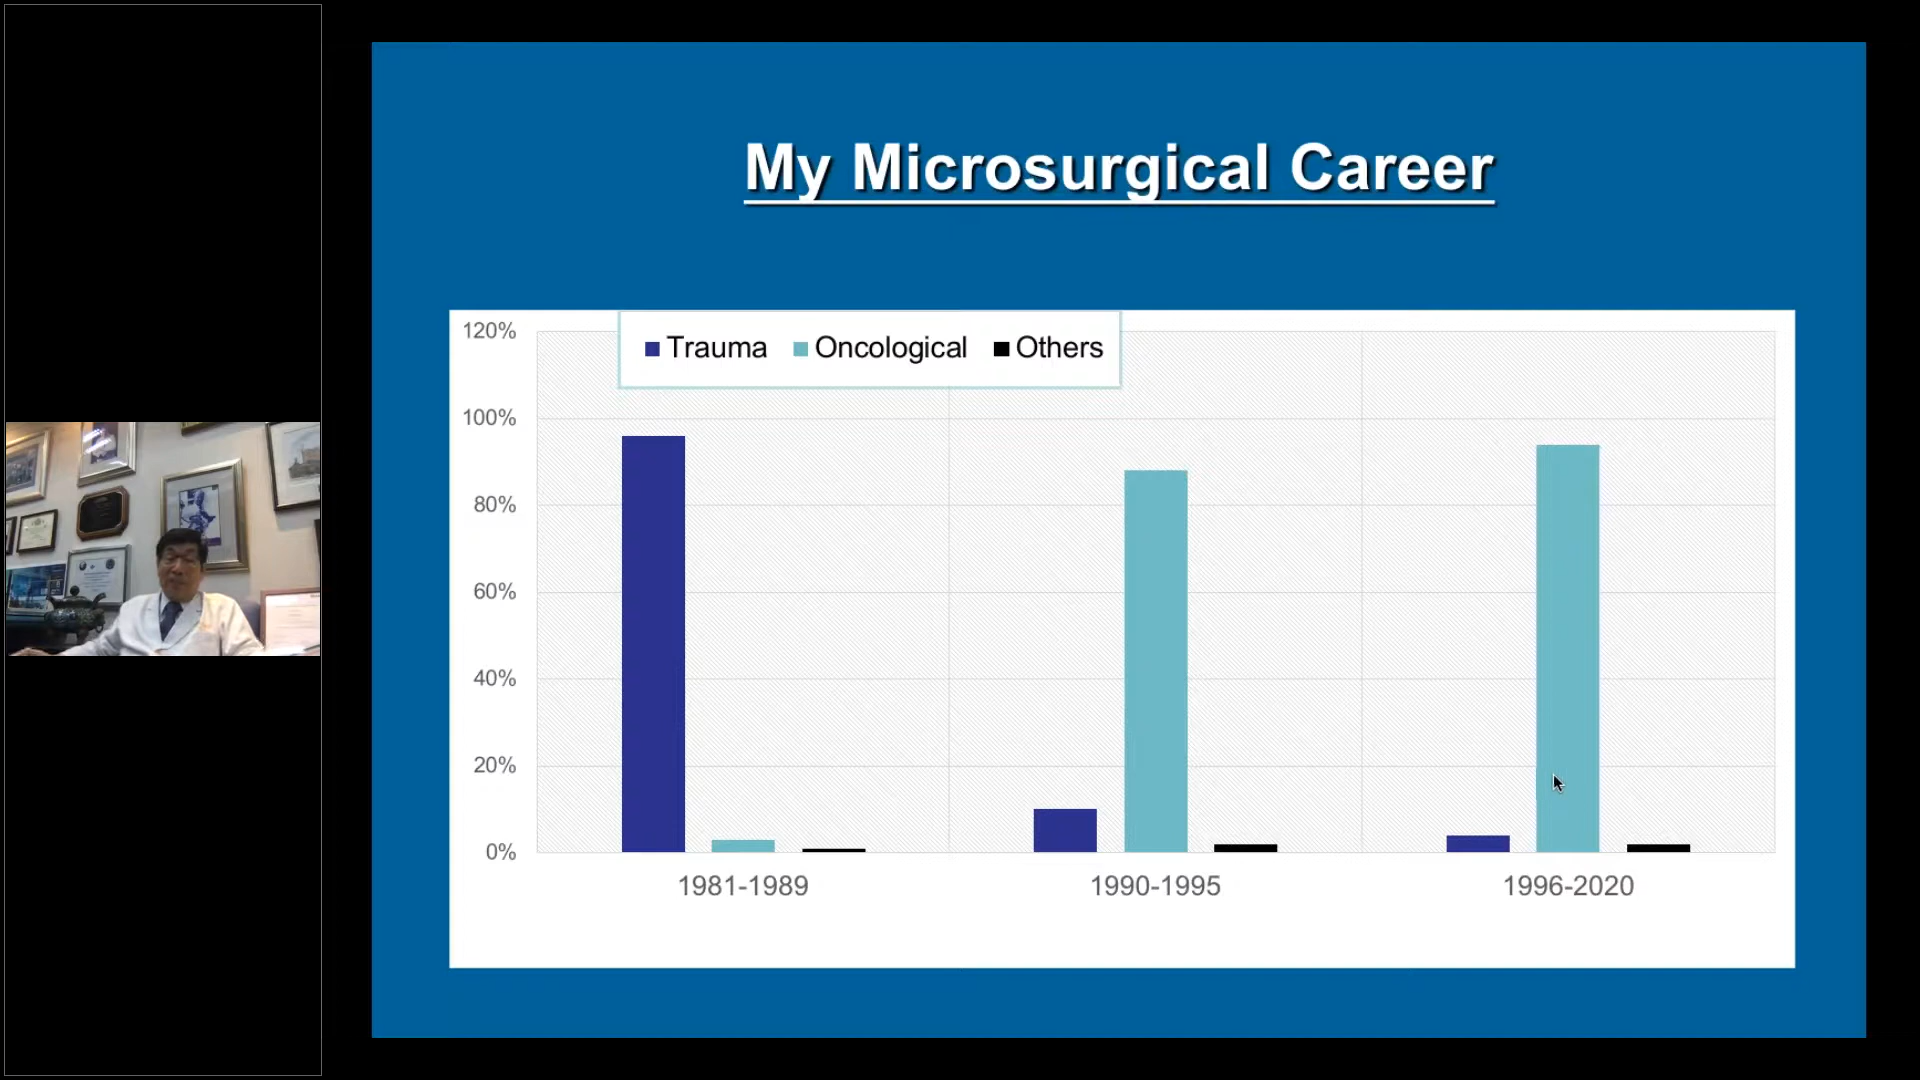 My Microsurgical Career
Trauma Oncological Others
120%
100%
80%
60%
40%
20%
0%
1981-1989 1990-1995 1996-2020